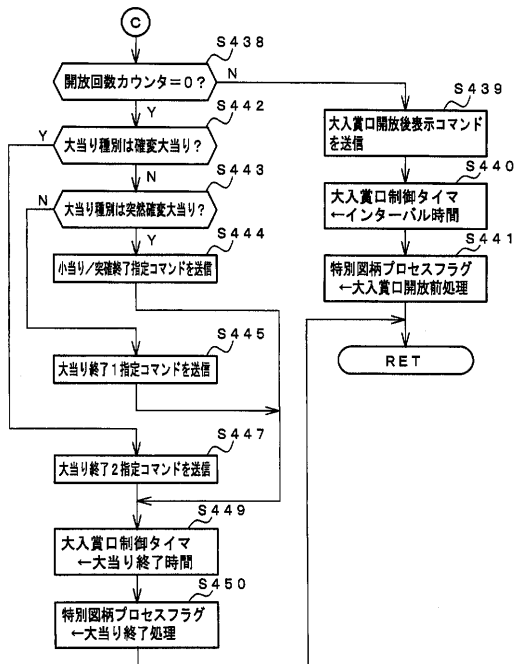 C
S438
開放回数カウンタ=0?
N
Y
S439
大入賞口開放後表示コマンド
を送信
S440
大入賞口制御タイマ
←インターバル時間
S441
特別図柄プロセスフラグ
←大入賞口開放前処理
RET
S442
Y
大当り種別は確変大当り?
N
S443
N
大当り種別は突然確変大当り?
Y
S444
小当り/突確終了指定コマンドを送信
S445
大当り終了1指定コマンドを送信
S447
大当り終了2指定コマンドを送信
S449
大入賞口制御タイマ
←大当り終了時間
S450
特別図柄プロセスフラグ
←大当り終了処理